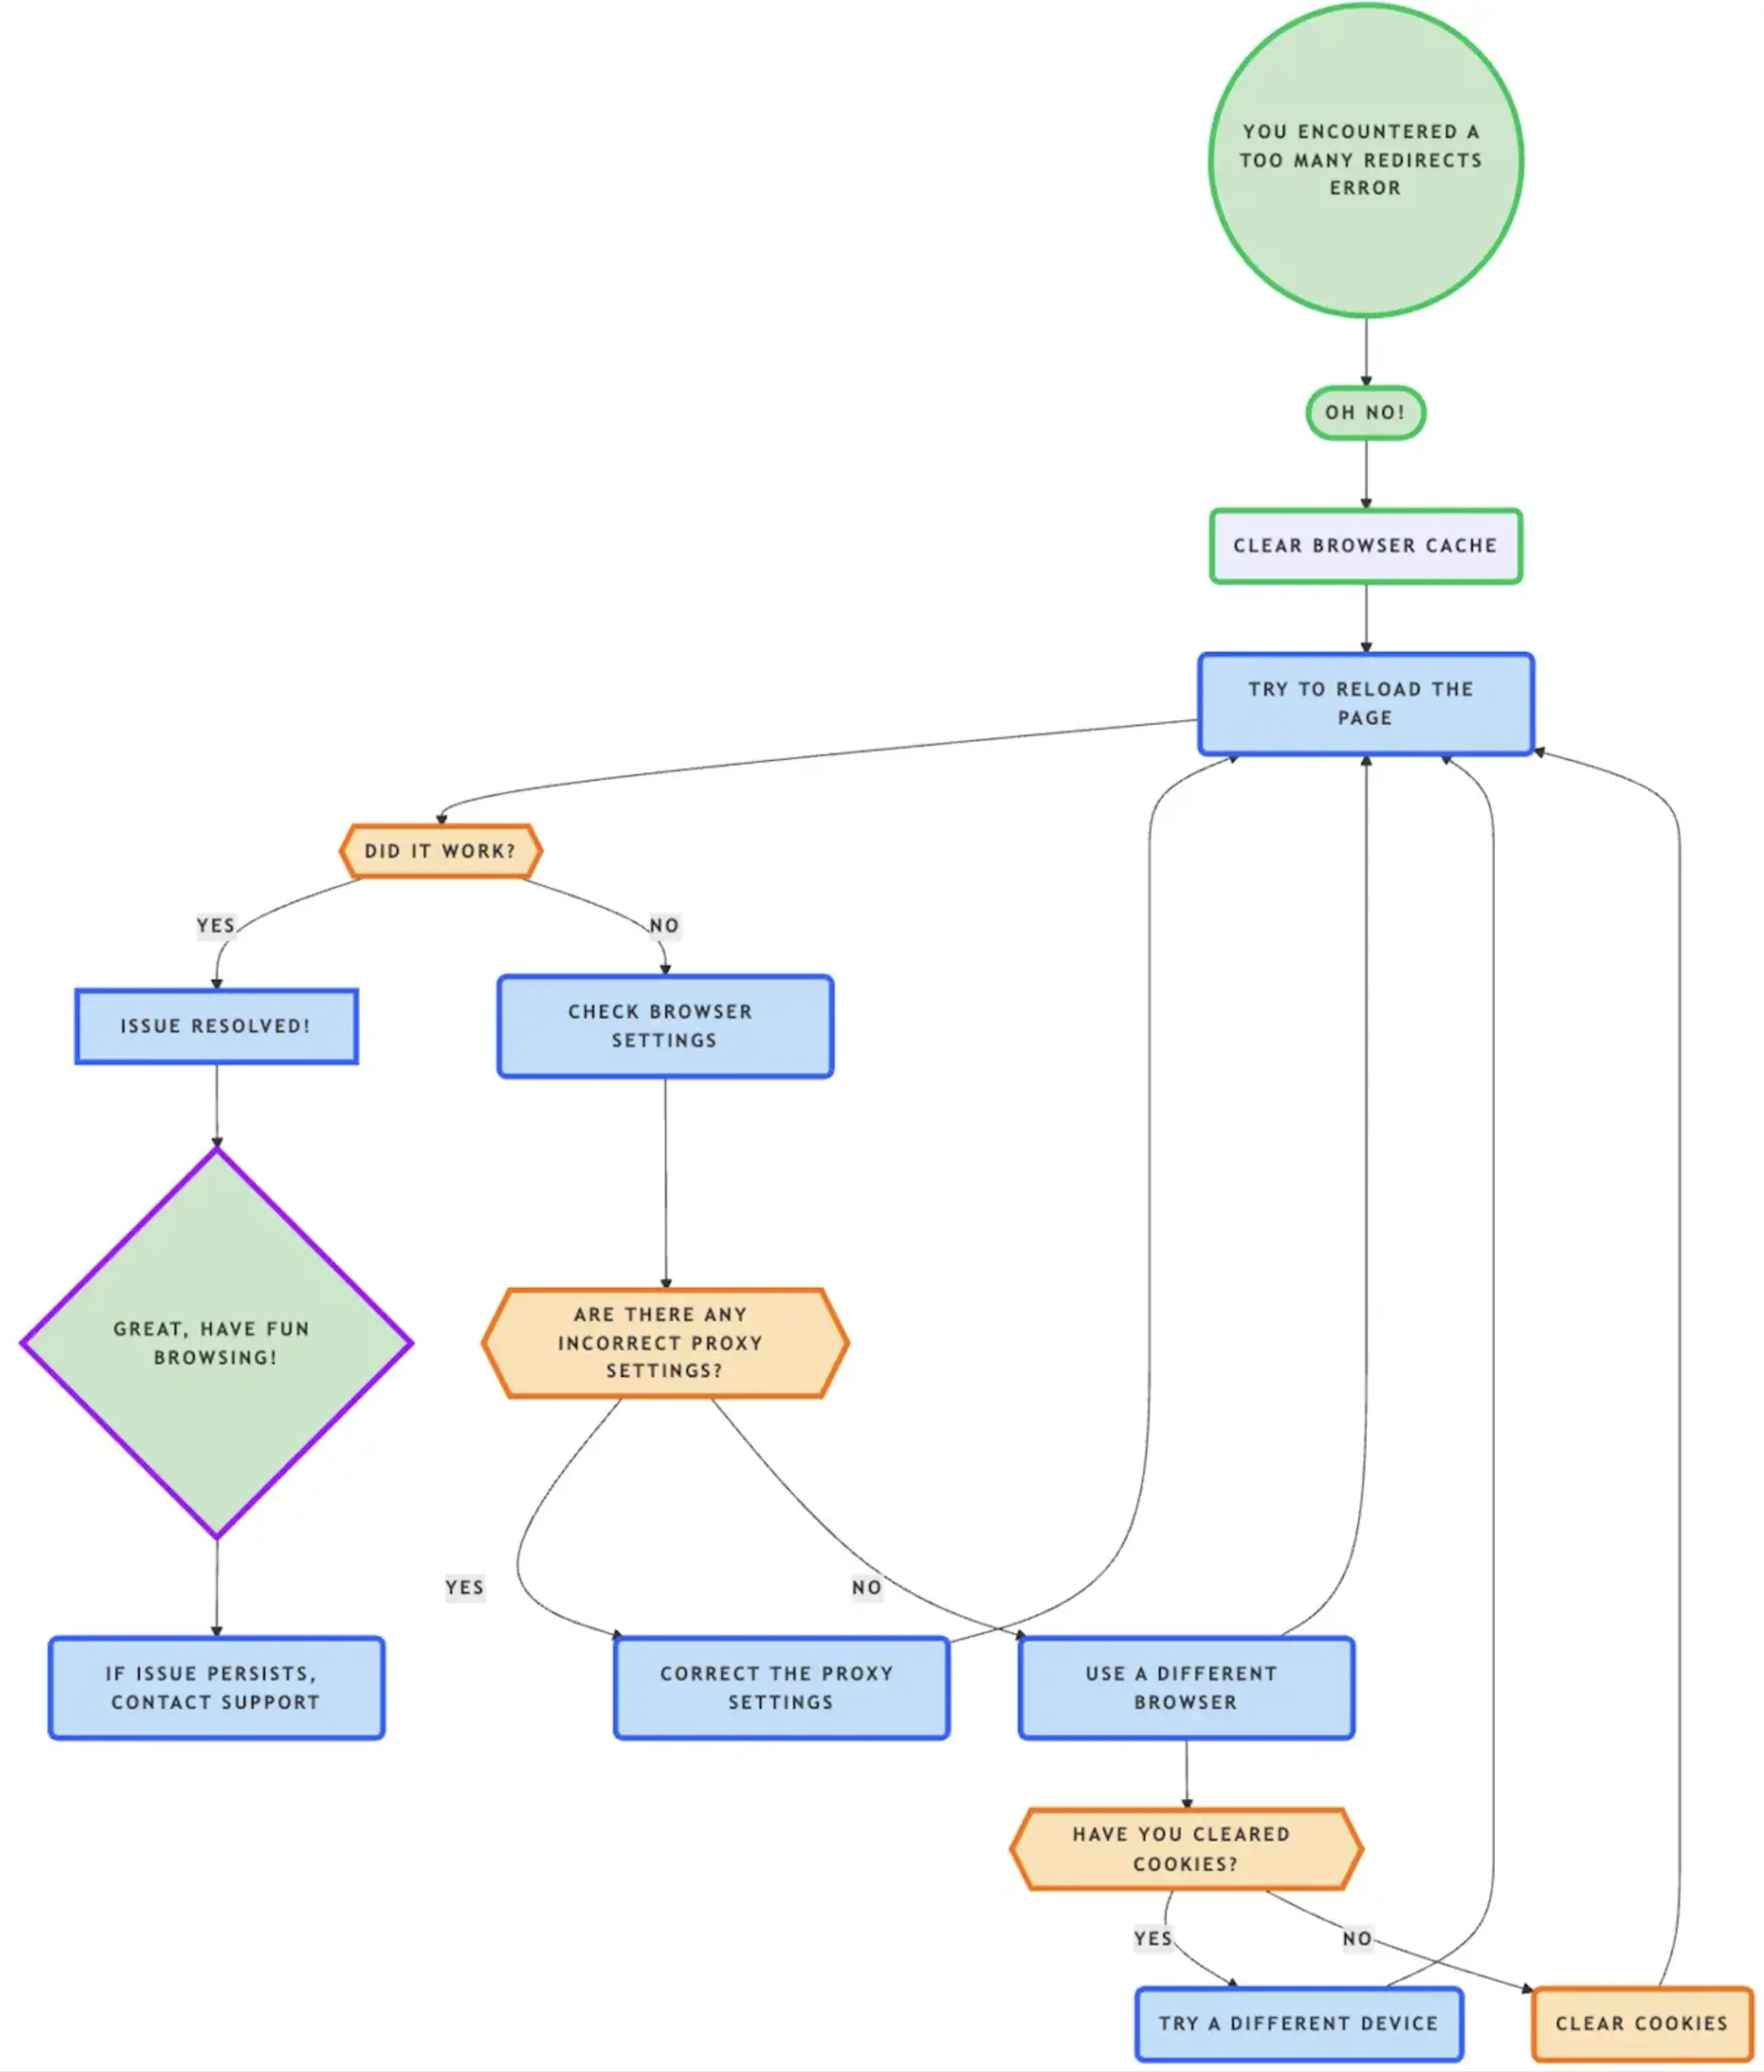 YOU ENCOUNTERED A
TOO MANY REDIRECTS
ERROR
OH NO!
CLEAR BROWSER CACHE
TRY TO RELOAD THE
PAGE
DID IT WORK?
YES
NO
ISSUE RESOLVED!
CHECK BROWSER
SETTINGS
GREAT, HAVE FUN
BROWSING!
ARE THERE ANY
INCORRECT PROXY
SETTINGS?
YES
NO
IF ISSUE PERSISTS,
CONTACT SUPPORT
CORRECT THE PROXY
SETTINGS
USE A DIFFERENT
BROWSER
HAVE YOU CLEARED
COOKIES?
YES
NO
TRY A DIFFERENT DEVICE
CLEAR COOKIES